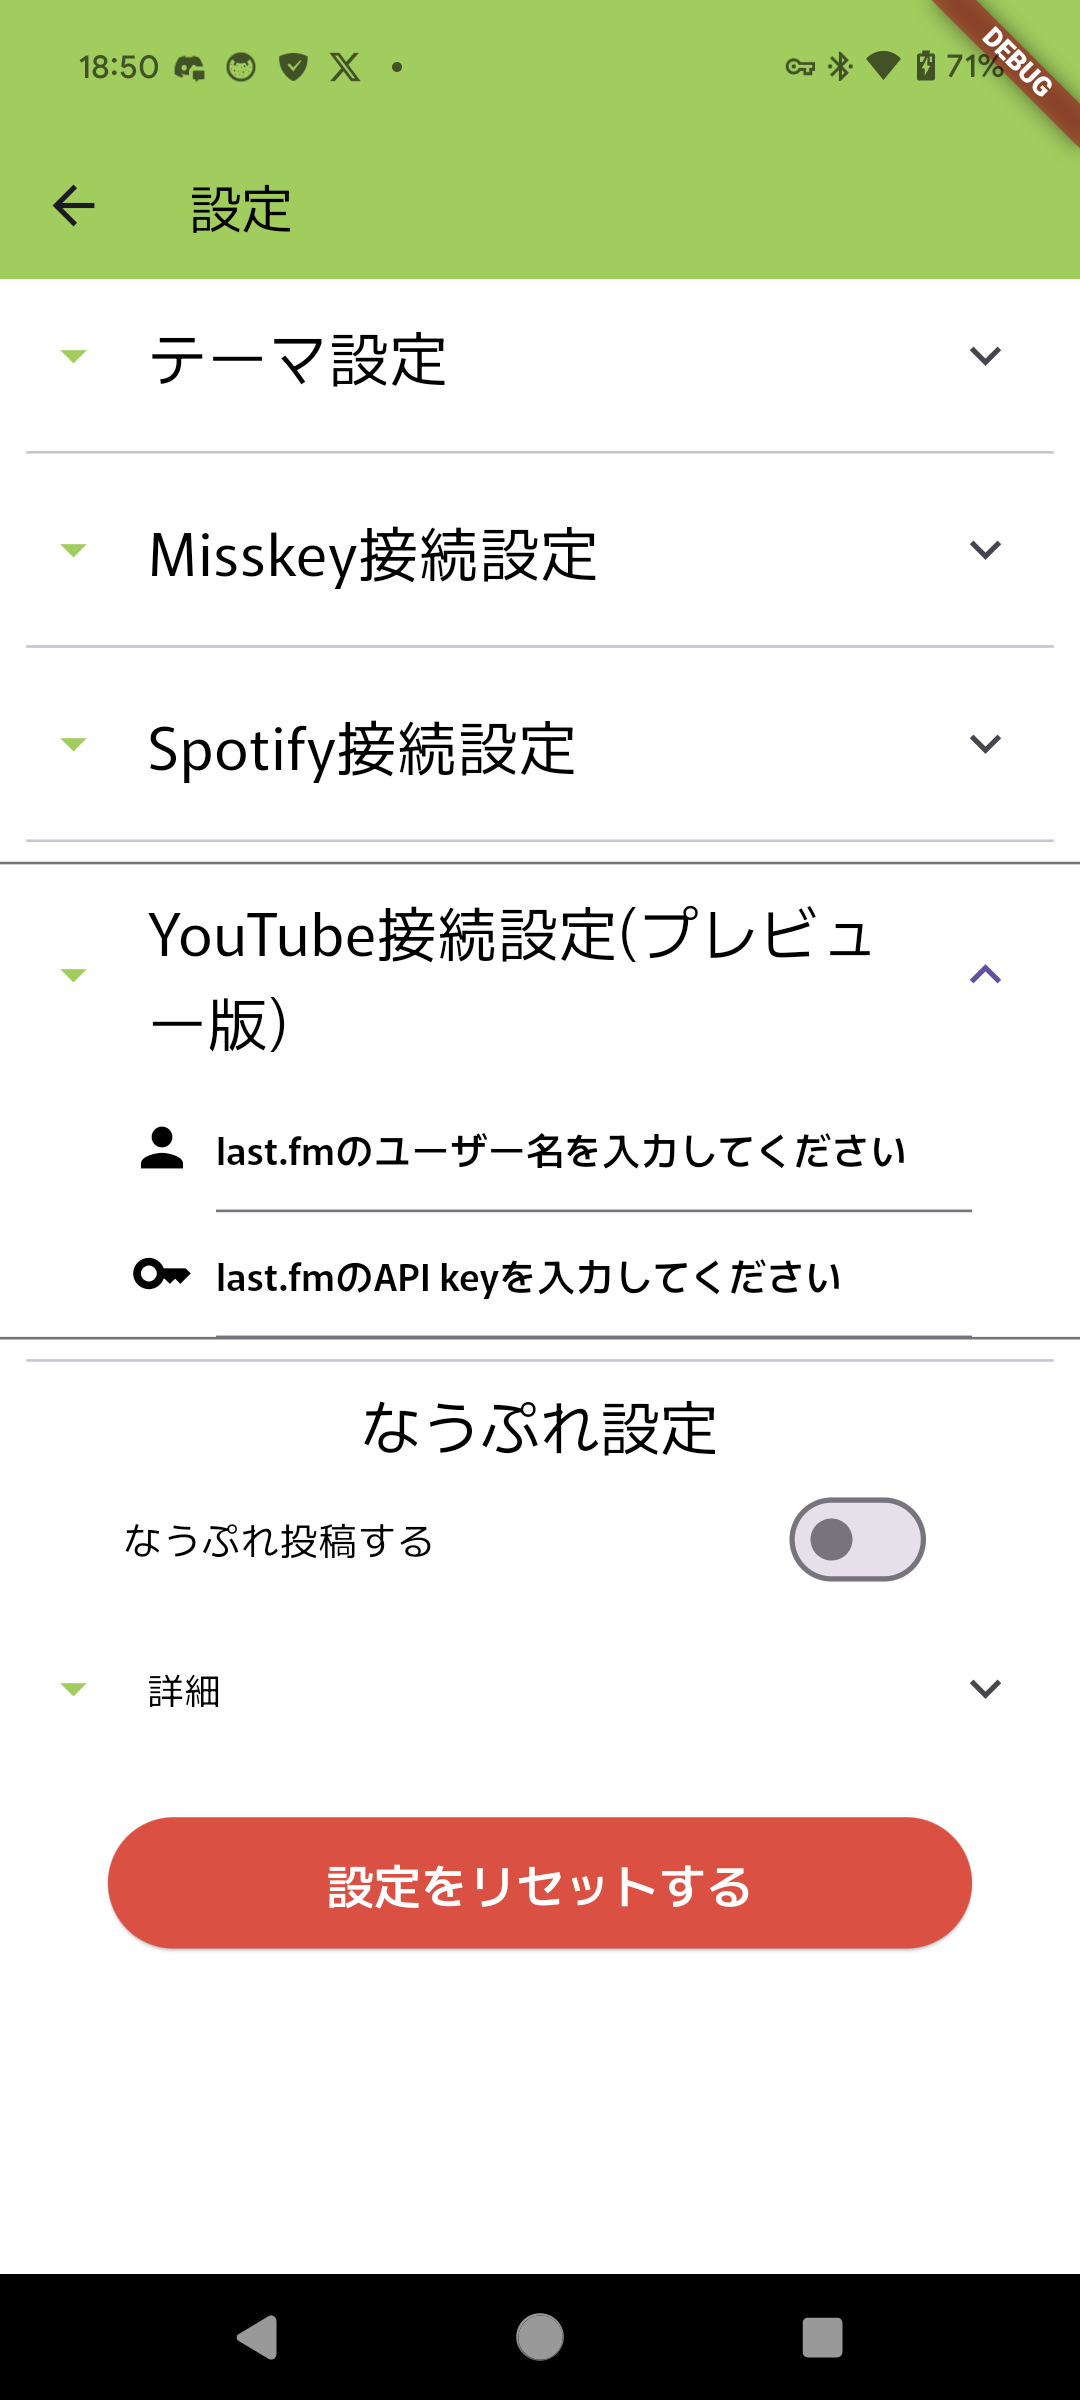 18:50
71%
DEBUG
設定
テーマ設定
Misskey接続設定
Spotify接続設定
YouTube接続設定(プレビュ
ー版)
last.fmのユーザー名を入力してください
last.fmのAPI keyを入力してください
なうぷれ設定
なうぷれ投稿する
詳細
設定をリセットする